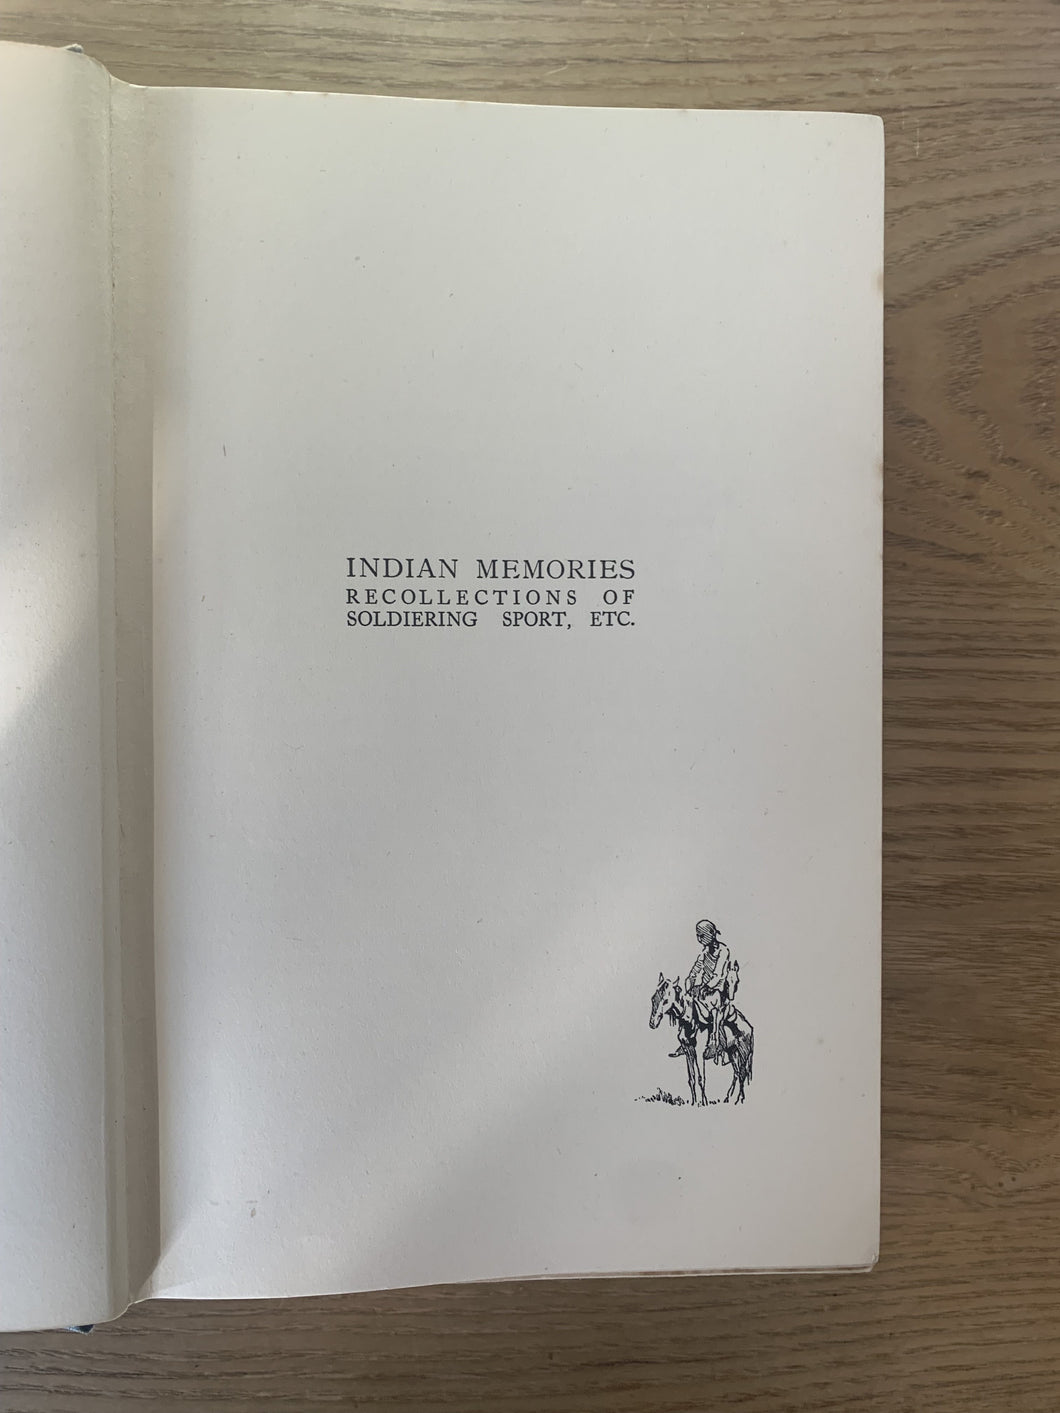 INDIAN MEMORIES
RECOLLECTIONS OF
SOLDIERING SPORT, ETC.